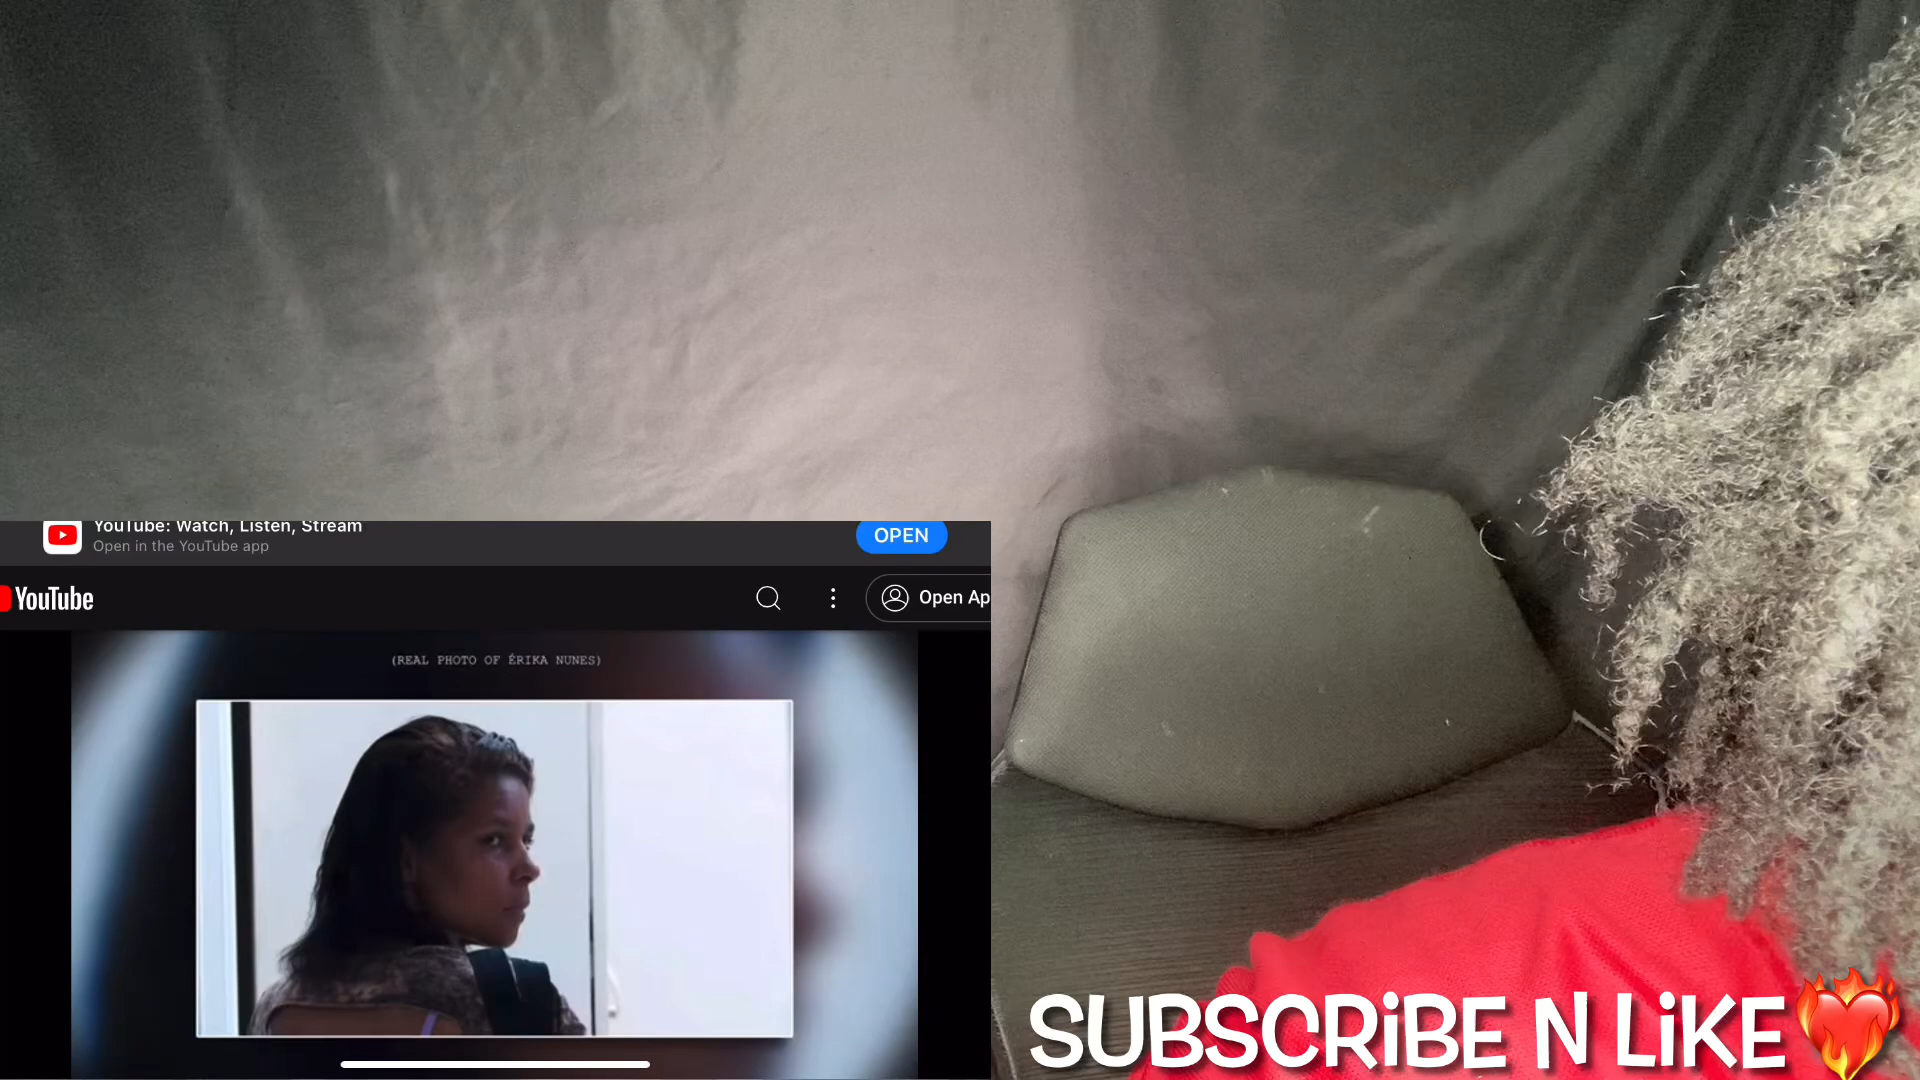 YouTube: Watch, Listen, Stream
Open in the YouTube app
OPEN
YouTube
Open Ap
(REAL PHOTO OF ÉRIKA NUNES)
SUBSCRiBE N LiKE